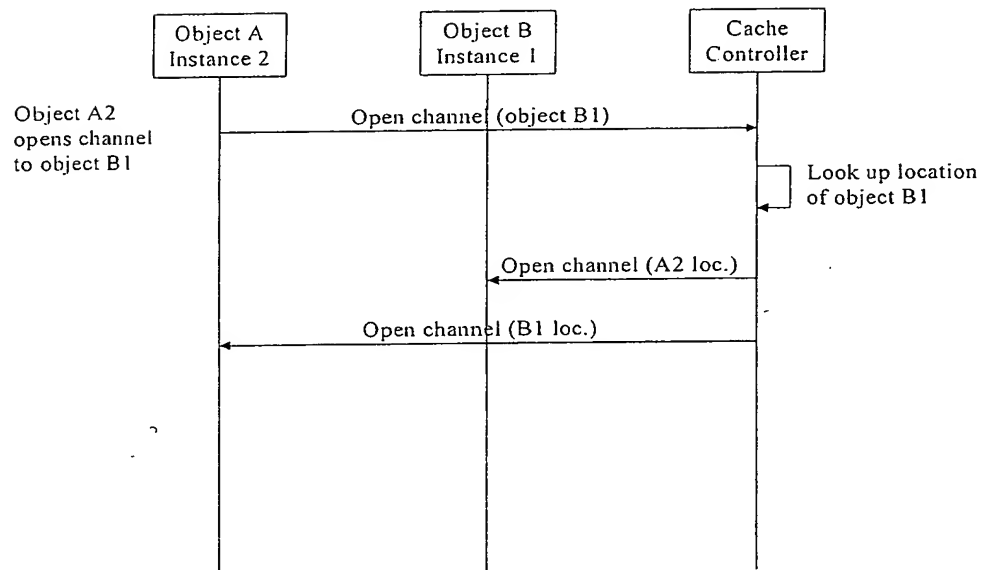 Object A
Instance 2
Object B
Instance 1
Cache
Controller
Object A2
opens channel
to object B1
Open channel (object B1)
Look up location
of object B1
Open channel (A2 loc.)
Open channel (B1 loc.)